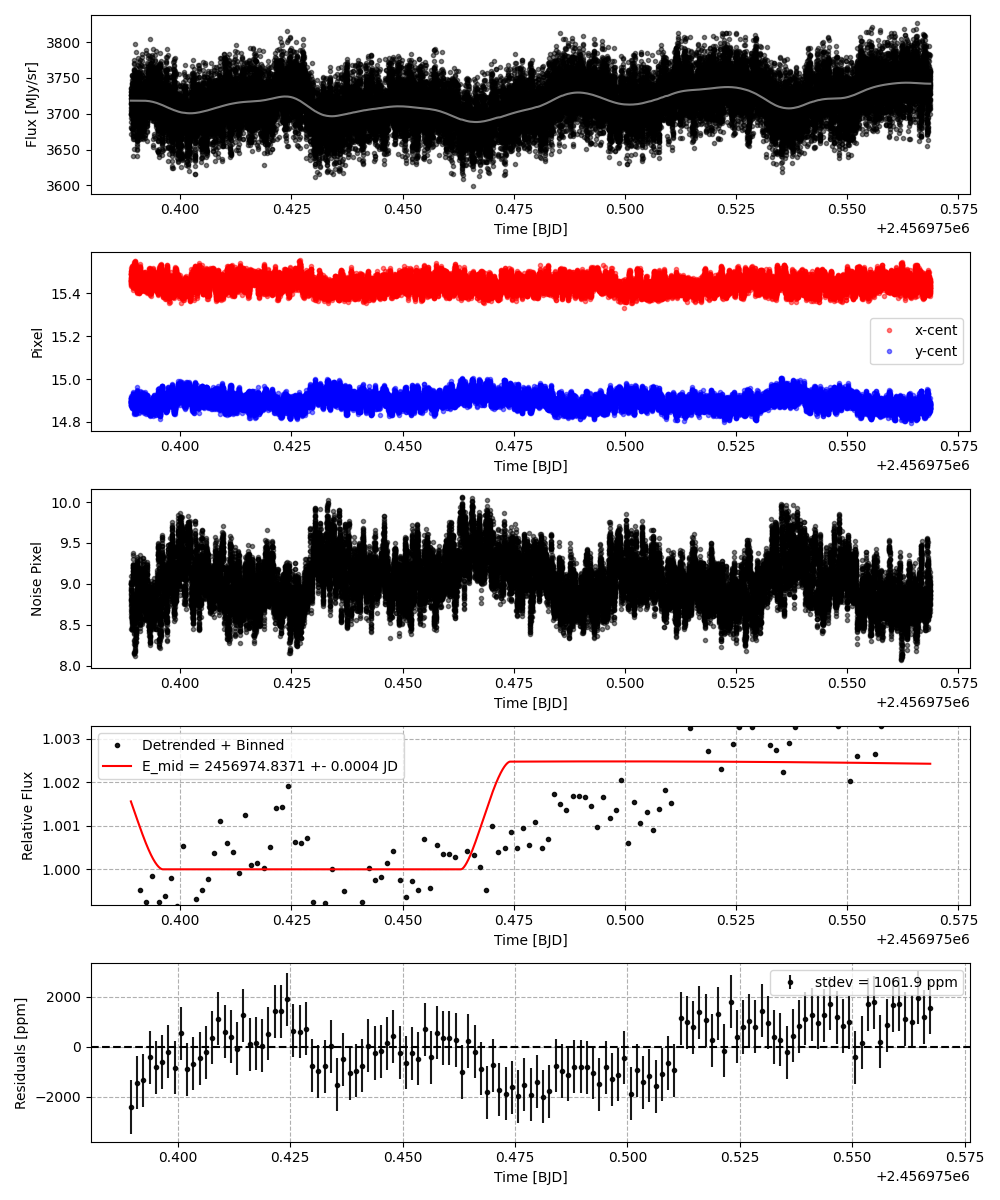 3800
3750
3700
3650
3600
Flux [MJy/sr]
0.400 0.425 0.450 0.475 0.500 0.525 0.550 0.575
Time [BJD]
+2.456975e6
15.4
15.2
15.0
14.8
Pixel
x-cent
y-cent
0.400 0.425 0.450 0.475 0.500 0.525 0.550 0.575
Time [BJD]
+2.456975e6
10.0
9.5
9.0
8.5
8.0
Noise Pixel
0.400 0.425 0.450 0.475 0.500 0.525 0.550 0.575
Time [BJD]
+2.456975e6
1.003
1.002
1.001
1.000
Relative Flux
Detrended + Binned
E_mid = 2456974.8371 +- 0.0004 JD
0.400 0.425 0.450 0.475 0.500 0.525 0.550 0.575
Time [BJD]
+2.456975e6
2000
0
−2000
Residuals [ppm]
stdev = 1061.9 ppm
0.400 0.425 0.450 0.475 0.500 0.525 0.550 0.575
Time [BJD]
+2.456975e6